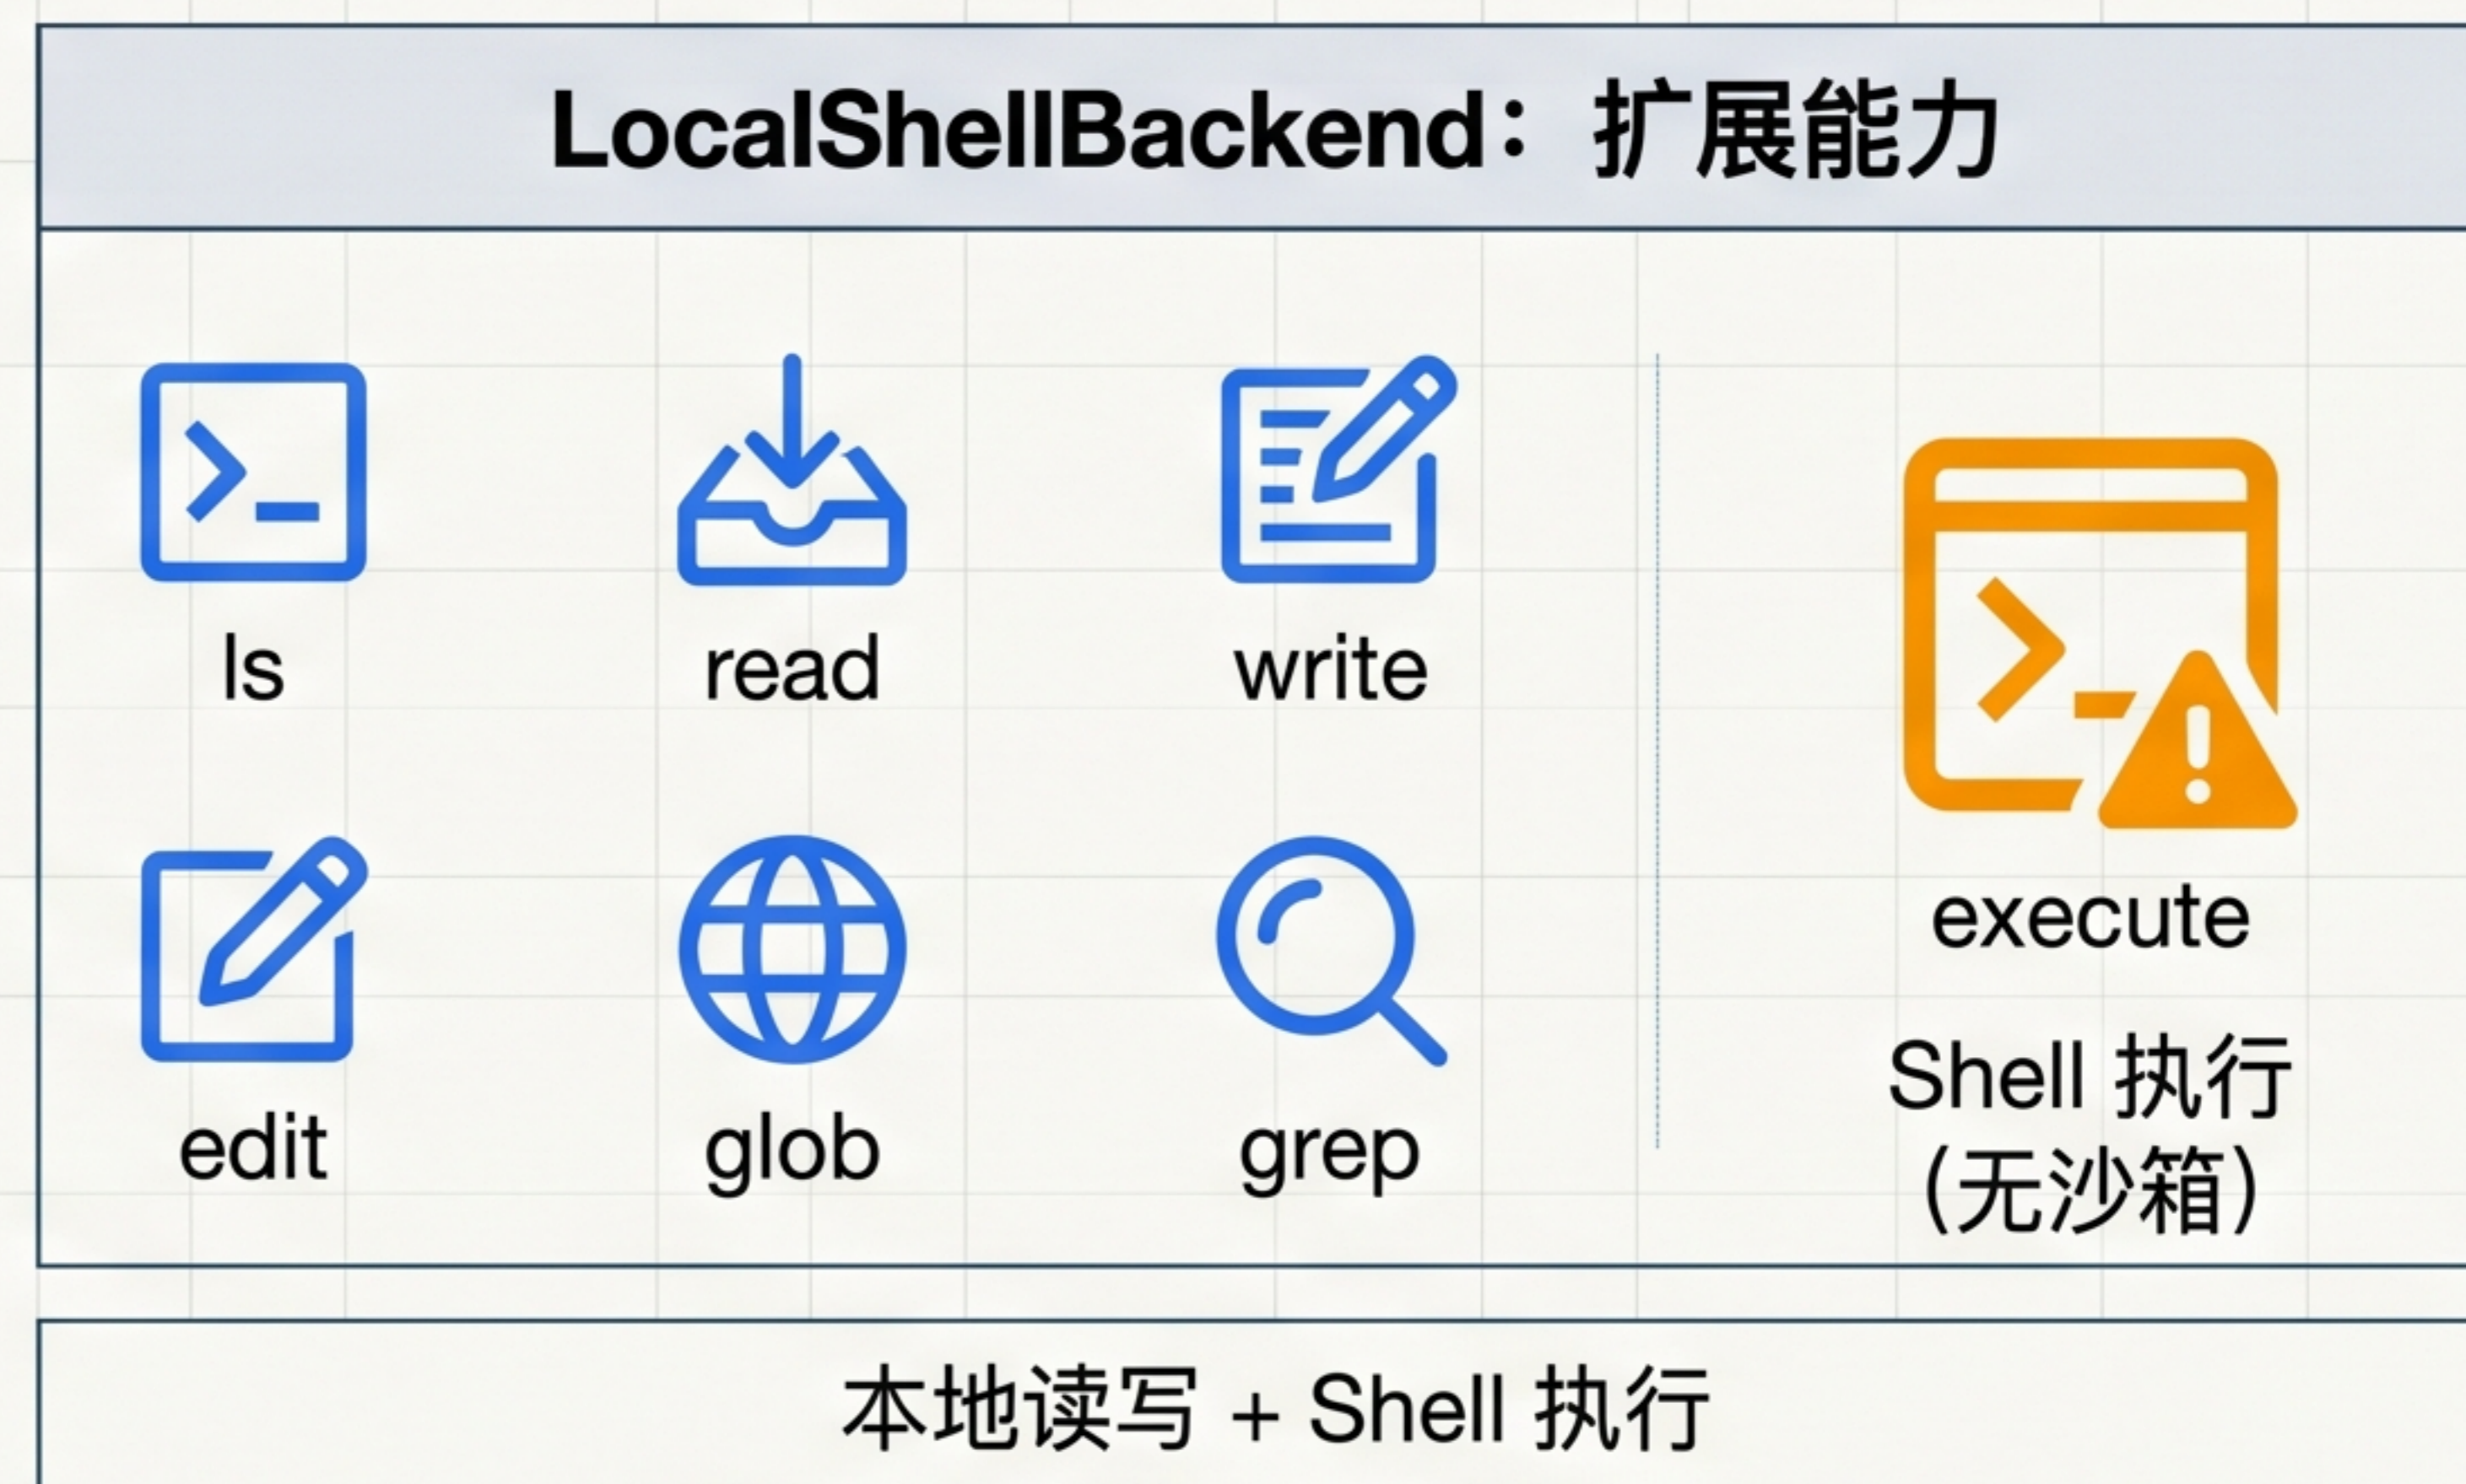 LocalShellBackend：扩展能力
ls
read
write
edit
glob
grep
execute
Shell 执行
(无沙箱)
本地读写 + Shell 执行